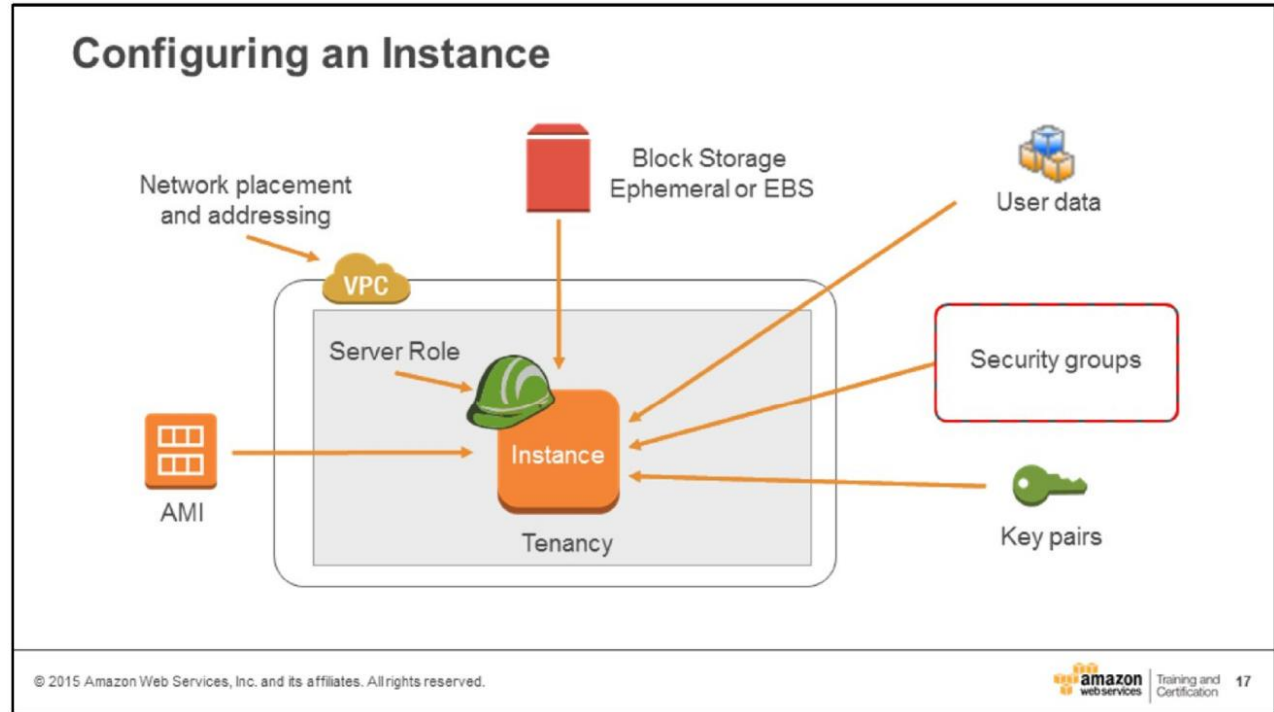 Configuring an Instance
Network placement
and addressing
Block Storage
Ephemeral or EBS
User data
VPC
Server Role
Security groups
Instance
AMI
Tenancy
Key pairs
© 2015 Amazon Web Services, Inc. and its affiliates. All rights reserved.
amazon
webservices
Training and
Certification
17